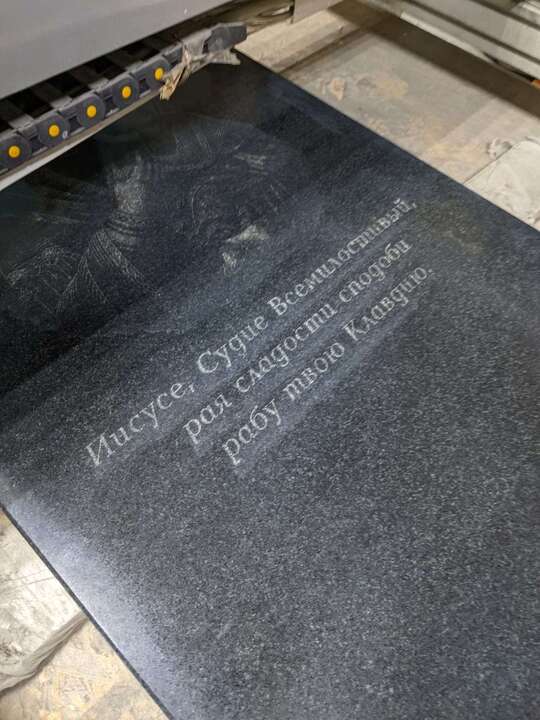 Иисусе, Судие Всемилостивый,
рая сладости сподоби
рабу твою Клавдию.